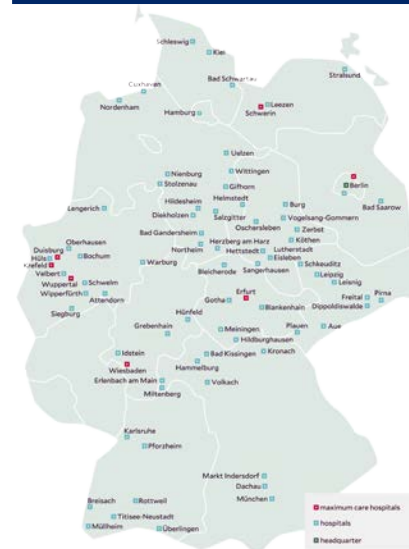 Schleswig
Kiel
Stralsund
Cuxhaven
Bad Schwartau
Nordenham
Leezen
Schwerin
Hamburg
Uelzen
Nienburg
Wittingen
Stolzenau
Gifhorn
Berlin
Hildesheim
Helmstedt
Burg
Bad Saarow
Lengerich
Diekholzen
Salzgitter
Vogelsang-Gommern
Oschersleben
Zerbst
Bad Gandersheim
Herzberg am Harz
Lutherstadt
Eisleben
Köthen
Oberhausen
Duisburg
Northeim
Hettstedt
Hüls
Bochum
Warburg
Bleicherode
Sangerhausen
Schkeuditz
Krefeld
Velbert
Leipzig
Wuppertal
Schwelm
Leisnig
Wipperfürth
Attendorn
Erfurt
Gotha
Freital
Pirna
Siegburg
Hünfeld
Blankenhain
Dippoldiswalde
Grebenhain
Meiningen
Plauen
Aue
Hildburghausen
Idstein
Bad Kissingen
Kronach
Wiesbaden
Hammelburg
Erlenbach am Main
Volkach
Miltenberg
Karlsruhe
Pforzheim
Markt Indersdorf
Dachau
Breisach
Rottweil
München
Titisee-Neustadt
Müllheim
Überlingen
maximum care hospitals
hospitals
headquarter